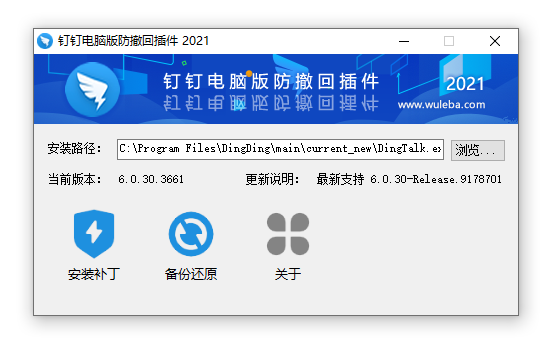 钉钉电脑版防撤回插件 2021
钉钉电脑版防撤回插件
2021
www.wuleba.com
安装路径： C:\Program Files\DingDing\main\current_new\DingTalk.ex 浏览...
当前版本： 6.0.30.3661 更新说明： 最新支持 6.0.30-Release.9178701
安装补丁 备份还原 关于